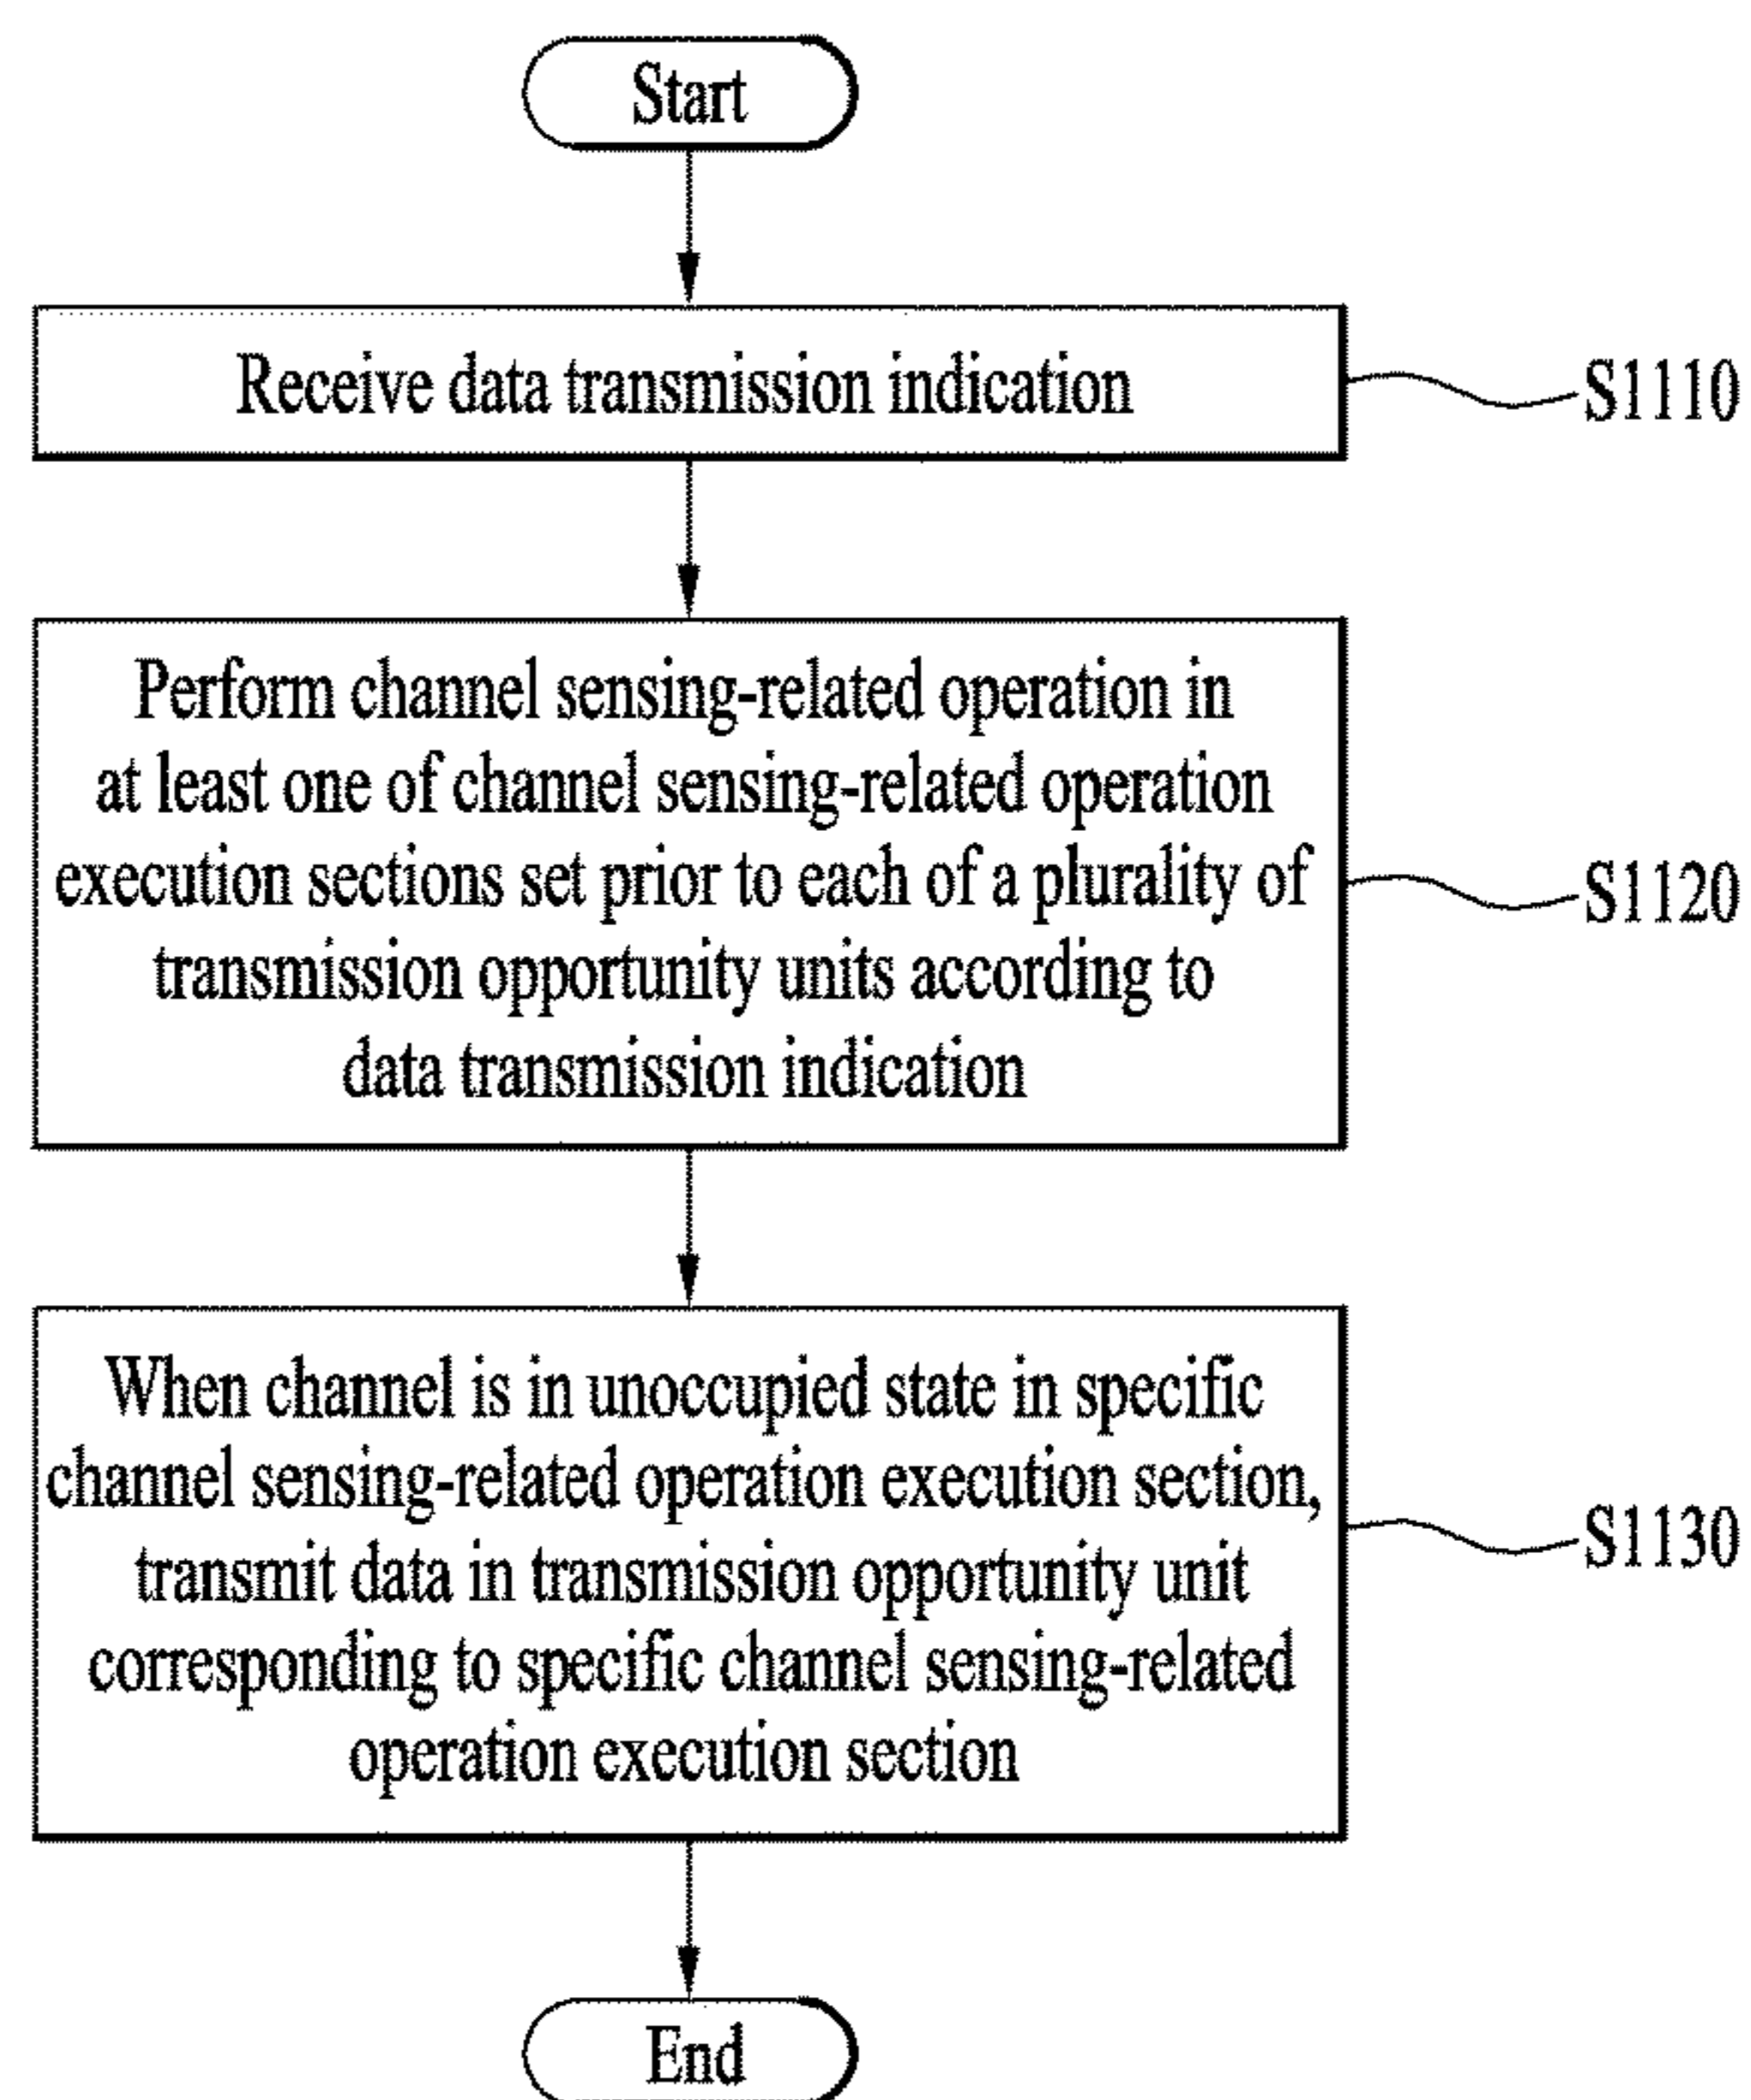 Start
Receive data transmission indication
S1110
Perform channel sensing-related operation in
at least one of channel sensing-related operation
execution sections set prior to each of a plurality of
transmission opportunity units according to
data transmission indication
S1120
When channel is in unoccupied state in specific
channel sensing-related operation execution section,
transmit data in transmission opportunity unit
corresponding to specific channel sensing-related
operation execution section
S1130
End